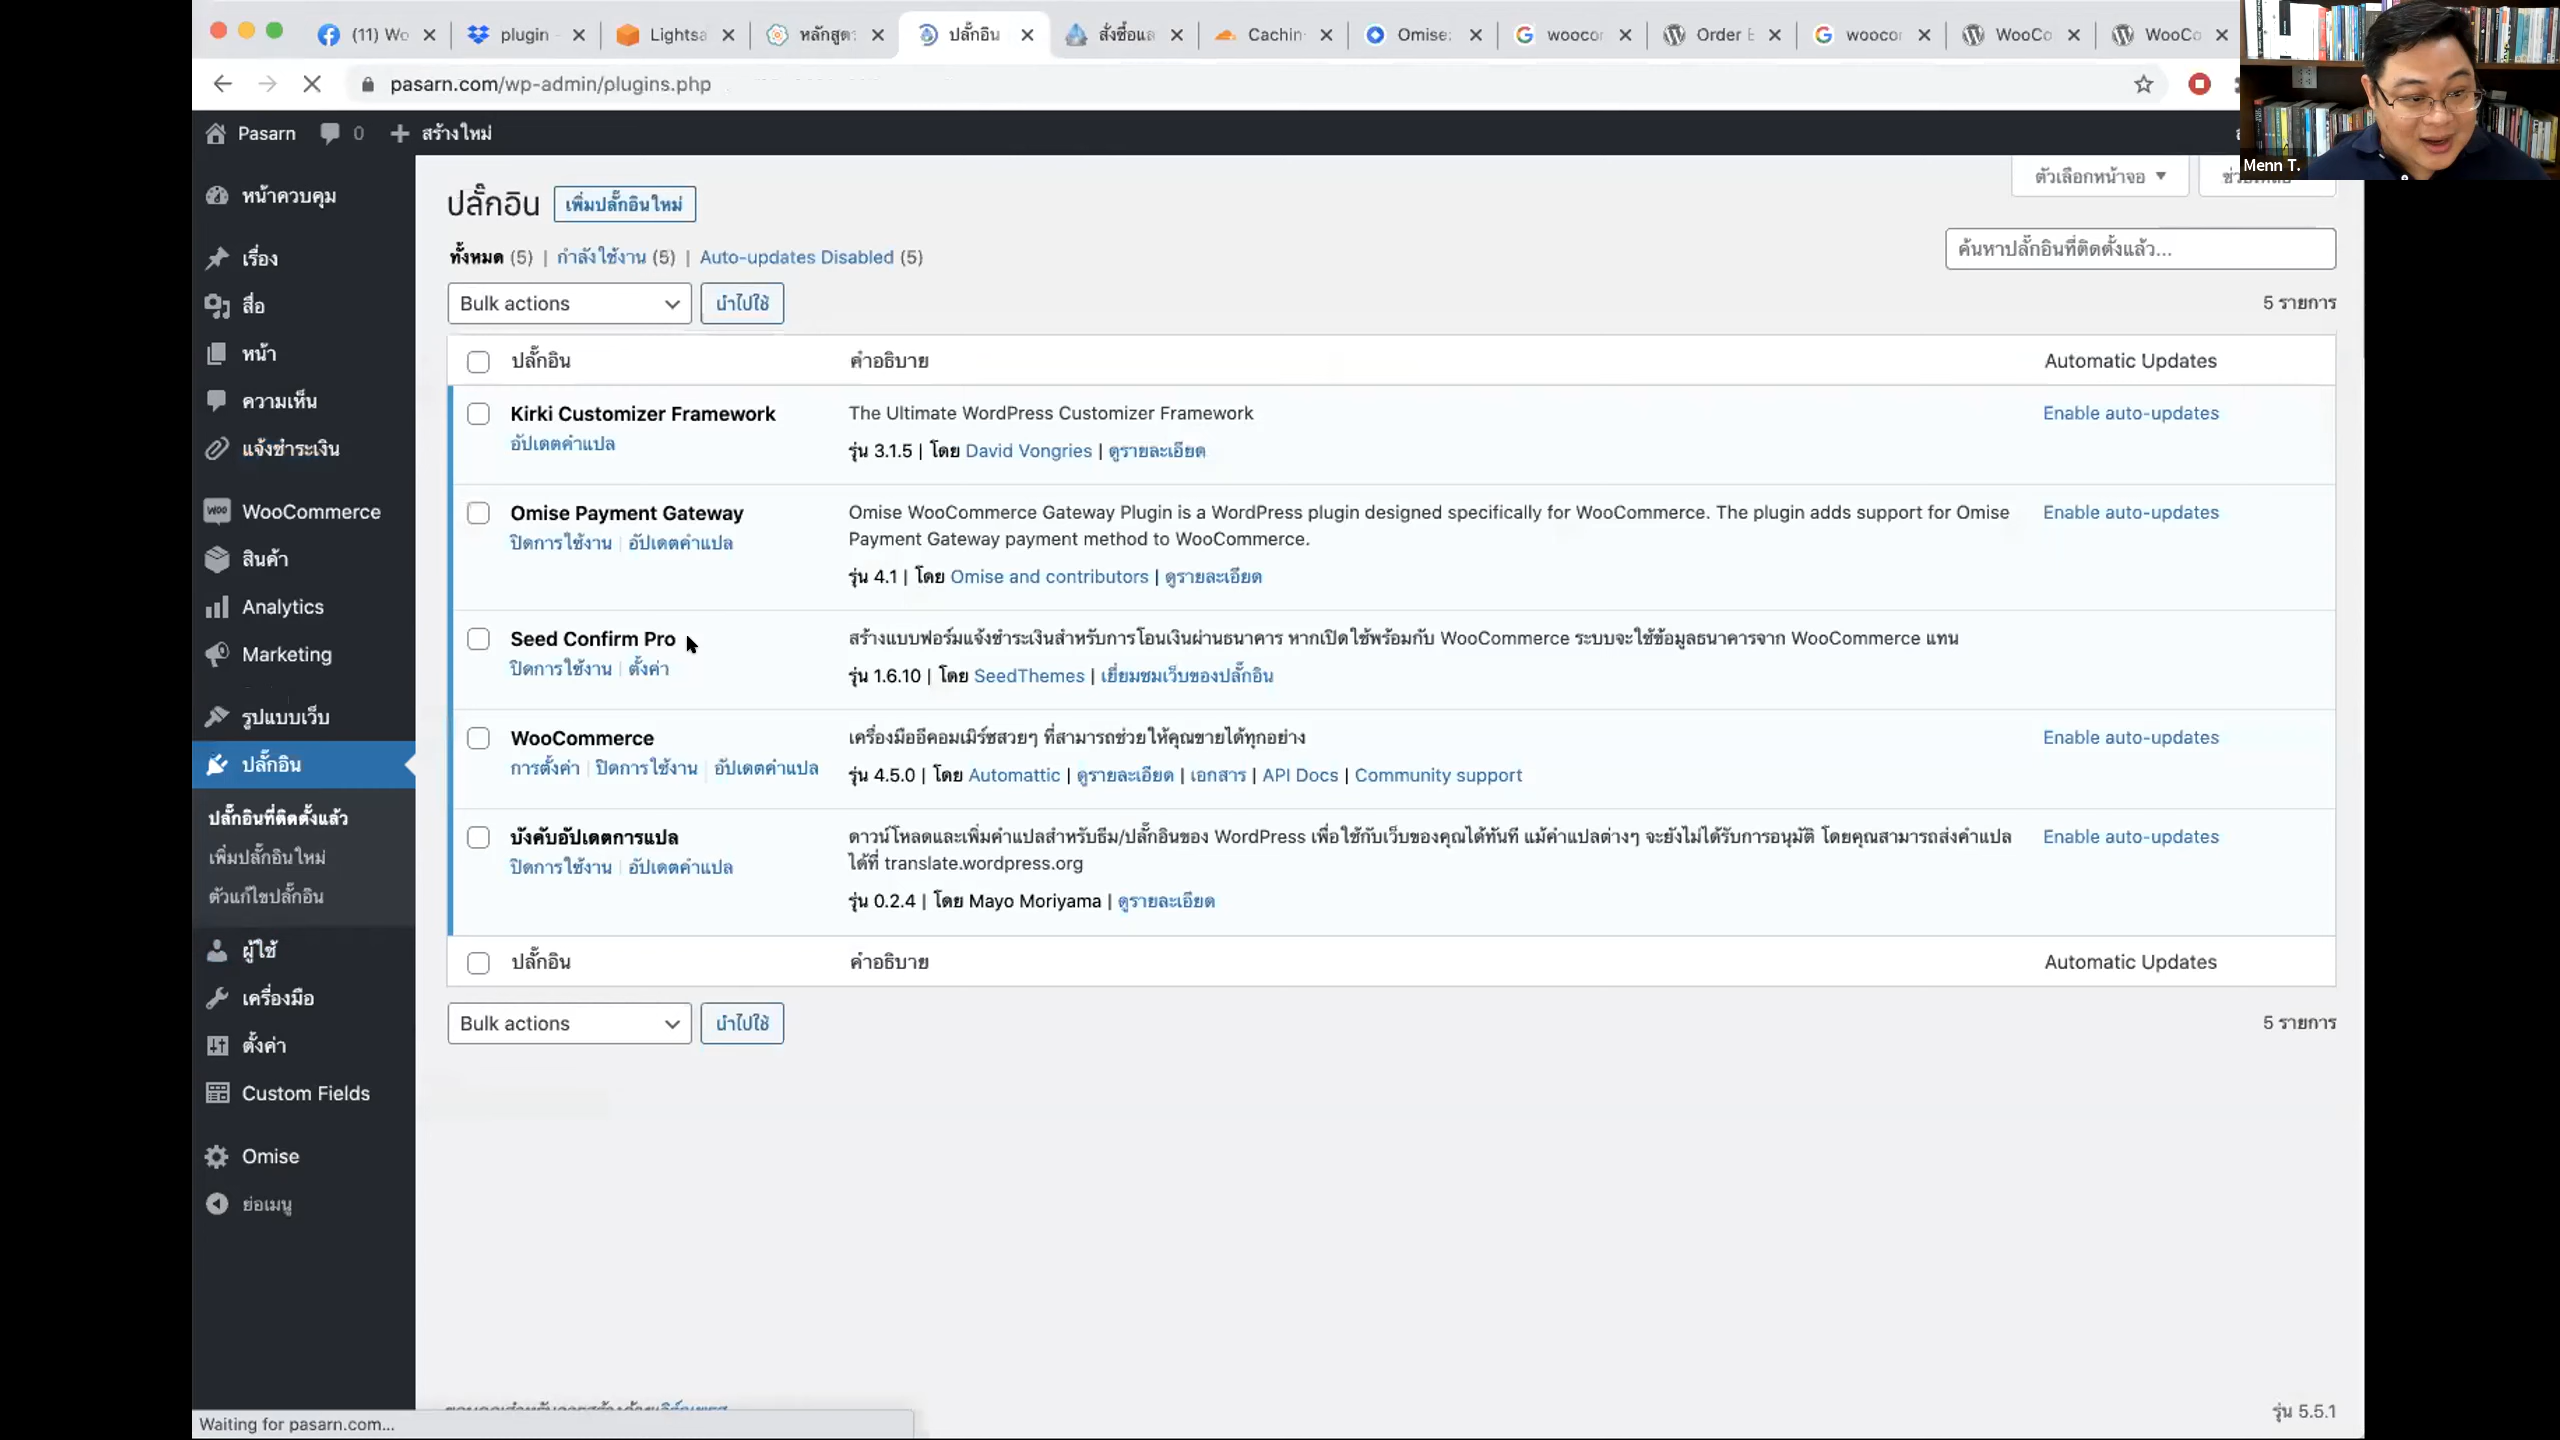 (11) Wo
plugin
Lightsa
หลักสูตร
ปลั๊กอิน
สั่งซื้อแล
Cachin
Omise:
woocor
Order E
woocor
WooCo
WooCo
pasarn.com/wp-admin/plugins.php
Menn T.
Pasarn 0 สร้างใหม่
ตัวเลือกหน้าจอ
หน้าควบคุม
เรื่อง
สื่อ
หน้า
ความเห็น
แจ้งชำระเงิน
WooCommerce
สินค้า
Analytics
Marketing
รูปแบบเว็บ
ปลั๊กอิน
ปลั๊กอินที่ติดตั้งแล้ว
เพิ่มปลั๊กอินใหม่
ตัวแก้ไขปลั๊กอิน
ผู้ใช้
เครื่องมือ
ตั้งค่า
Custom Fields
Omise
ย่อเมนู
ปลั๊กอิน เพิ่มปลั๊กอินใหม่
ทั้งหมด (5) | กำลังใช้งาน (5) | Auto-updates Disabled (5)
ค้นหาปลั๊กอินที่ติดตั้งแล้ว...
Bulk actions นำไปใช้ 5 รายการ
ปลั๊กอิน คำอธิบาย Automatic Updates
Kirki Customizer Framework
อัปเดตคำแปล
The Ultimate WordPress Customizer Framework
รุ่น 3.1.5 | โดย David Vongries | ดูรายละเอียด
Enable auto-updates
Omise Payment Gateway
ปิดการใช้งาน | อัปเดตคำแปล
Omise WooCommerce Gateway Plugin is a WordPress plugin designed specifically for WooCommerce. The plugin adds support for Omise
Payment Gateway payment method to WooCommerce.
รุ่น 4.1 | โดย Omise and contributors | ดูรายละเอียด
Enable auto-updates
Seed Confirm Pro
ปิดการใช้งาน | ตั้งค่า
สร้างแบบฟอร์มแจ้งชำระเงินสำหรับการโอนเงินผ่านธนาคาร หากเปิดใช้พร้อมกับ WooCommerce ระบบจะใช้ข้อมูลธนาคารจาก WooCommerce แทน
รุ่น 1.6.10 | โดย SeedThemes | เยี่ยมชมเว็บของปลั๊กอิน
WooCommerce
การตั้งค่า | ปิดการใช้งาน | อัปเดตคำแปล
เครื่องมืออีคอมเมิร์ซสวยๆ ที่สามารถช่วยให้คุณขายได้ทุกอย่าง
รุ่น 4.5.0 | โดย Automattic | ดูรายละเอียด | เอกสาร | API Docs | Community support
Enable auto-updates
บังคับอัปเดตการแปล
ปิดการใช้งาน | อัปเดตคำแปล
ดาวน์โหลดและเพิ่มคำแปลสำหรับธีม/ปลั๊กอินของ WordPress เพื่อใช้กับเว็บของคุณได้ทันที แม้คำแปลต่างๆ จะยังไม่ได้รับการอนุมัติ โดยคุณสามารถส่งคำแปล
ได้ที่ translate.wordpress.org
รุ่น 0.2.4 | โดย Mayo Moriyama | ดูรายละเอียด
Enable auto-updates
ปลั๊กอิน คำอธิบาย Automatic Updates
Bulk actions นำไปใช้ 5 รายการ
รุ่น 5.5.1
Waiting for pasarn.com...